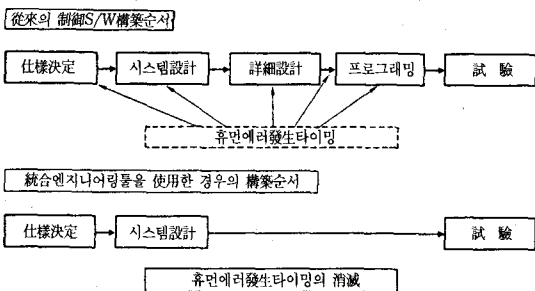 從來의 制御S/W構築순서
仕樣決定 시스템設計 詳細設計 프로그래밍 試驗
휴먼에러發生타이밍
統合엔지니어링툴을 使用한 경우의 構築순서
仕樣決定 시스템設計 試驗
휴먼에러發生타이밍의 消滅